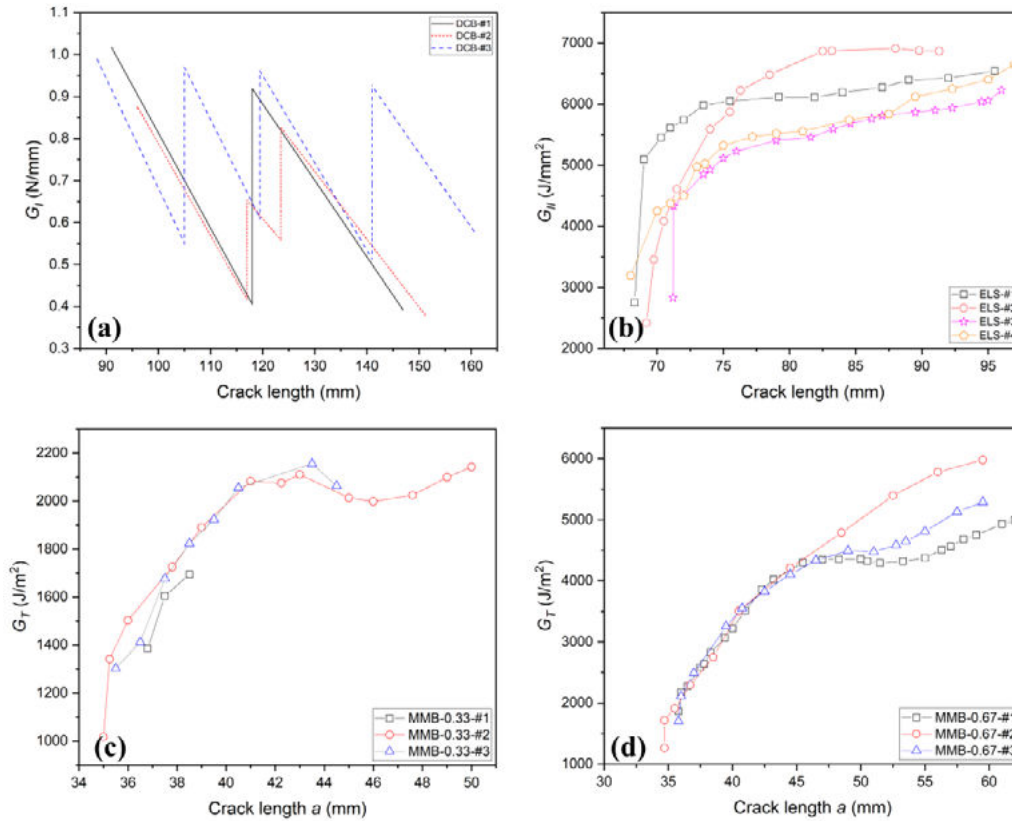 1.1
1.0
0.9
0.8
0.7
0.6
0.5
0.4
0.3
G_I (N/mm)
DCB-#1
DCB-#2
DCB-#3
(a)
90 100 110 120 130 140 150 160
Crack length (mm)
7000
6000
5000
4000
3000
2000
G_II (J/mm²)
ELS-#1
ELS-#2
ELS-#3
ELS-#4
(b)
70 75 80 85 90 95
Crack length (mm)
2200
2000
1800
1600
1400
1200
1000
G_T (J/m²)
MMB-0.33-#1
MMB-0.33-#2
MMB-0.33-#3
(c)
34 36 38 40 42 44 46 48 50
Crack length a (mm)
6000
5000
4000
3000
2000
1000
G_T (J/m²)
MMB-0.67-#1
MMB-0.67-#2
MMB-0.67-#3
(d)
30 35 40 45 50 55 60
Crack length a (mm)